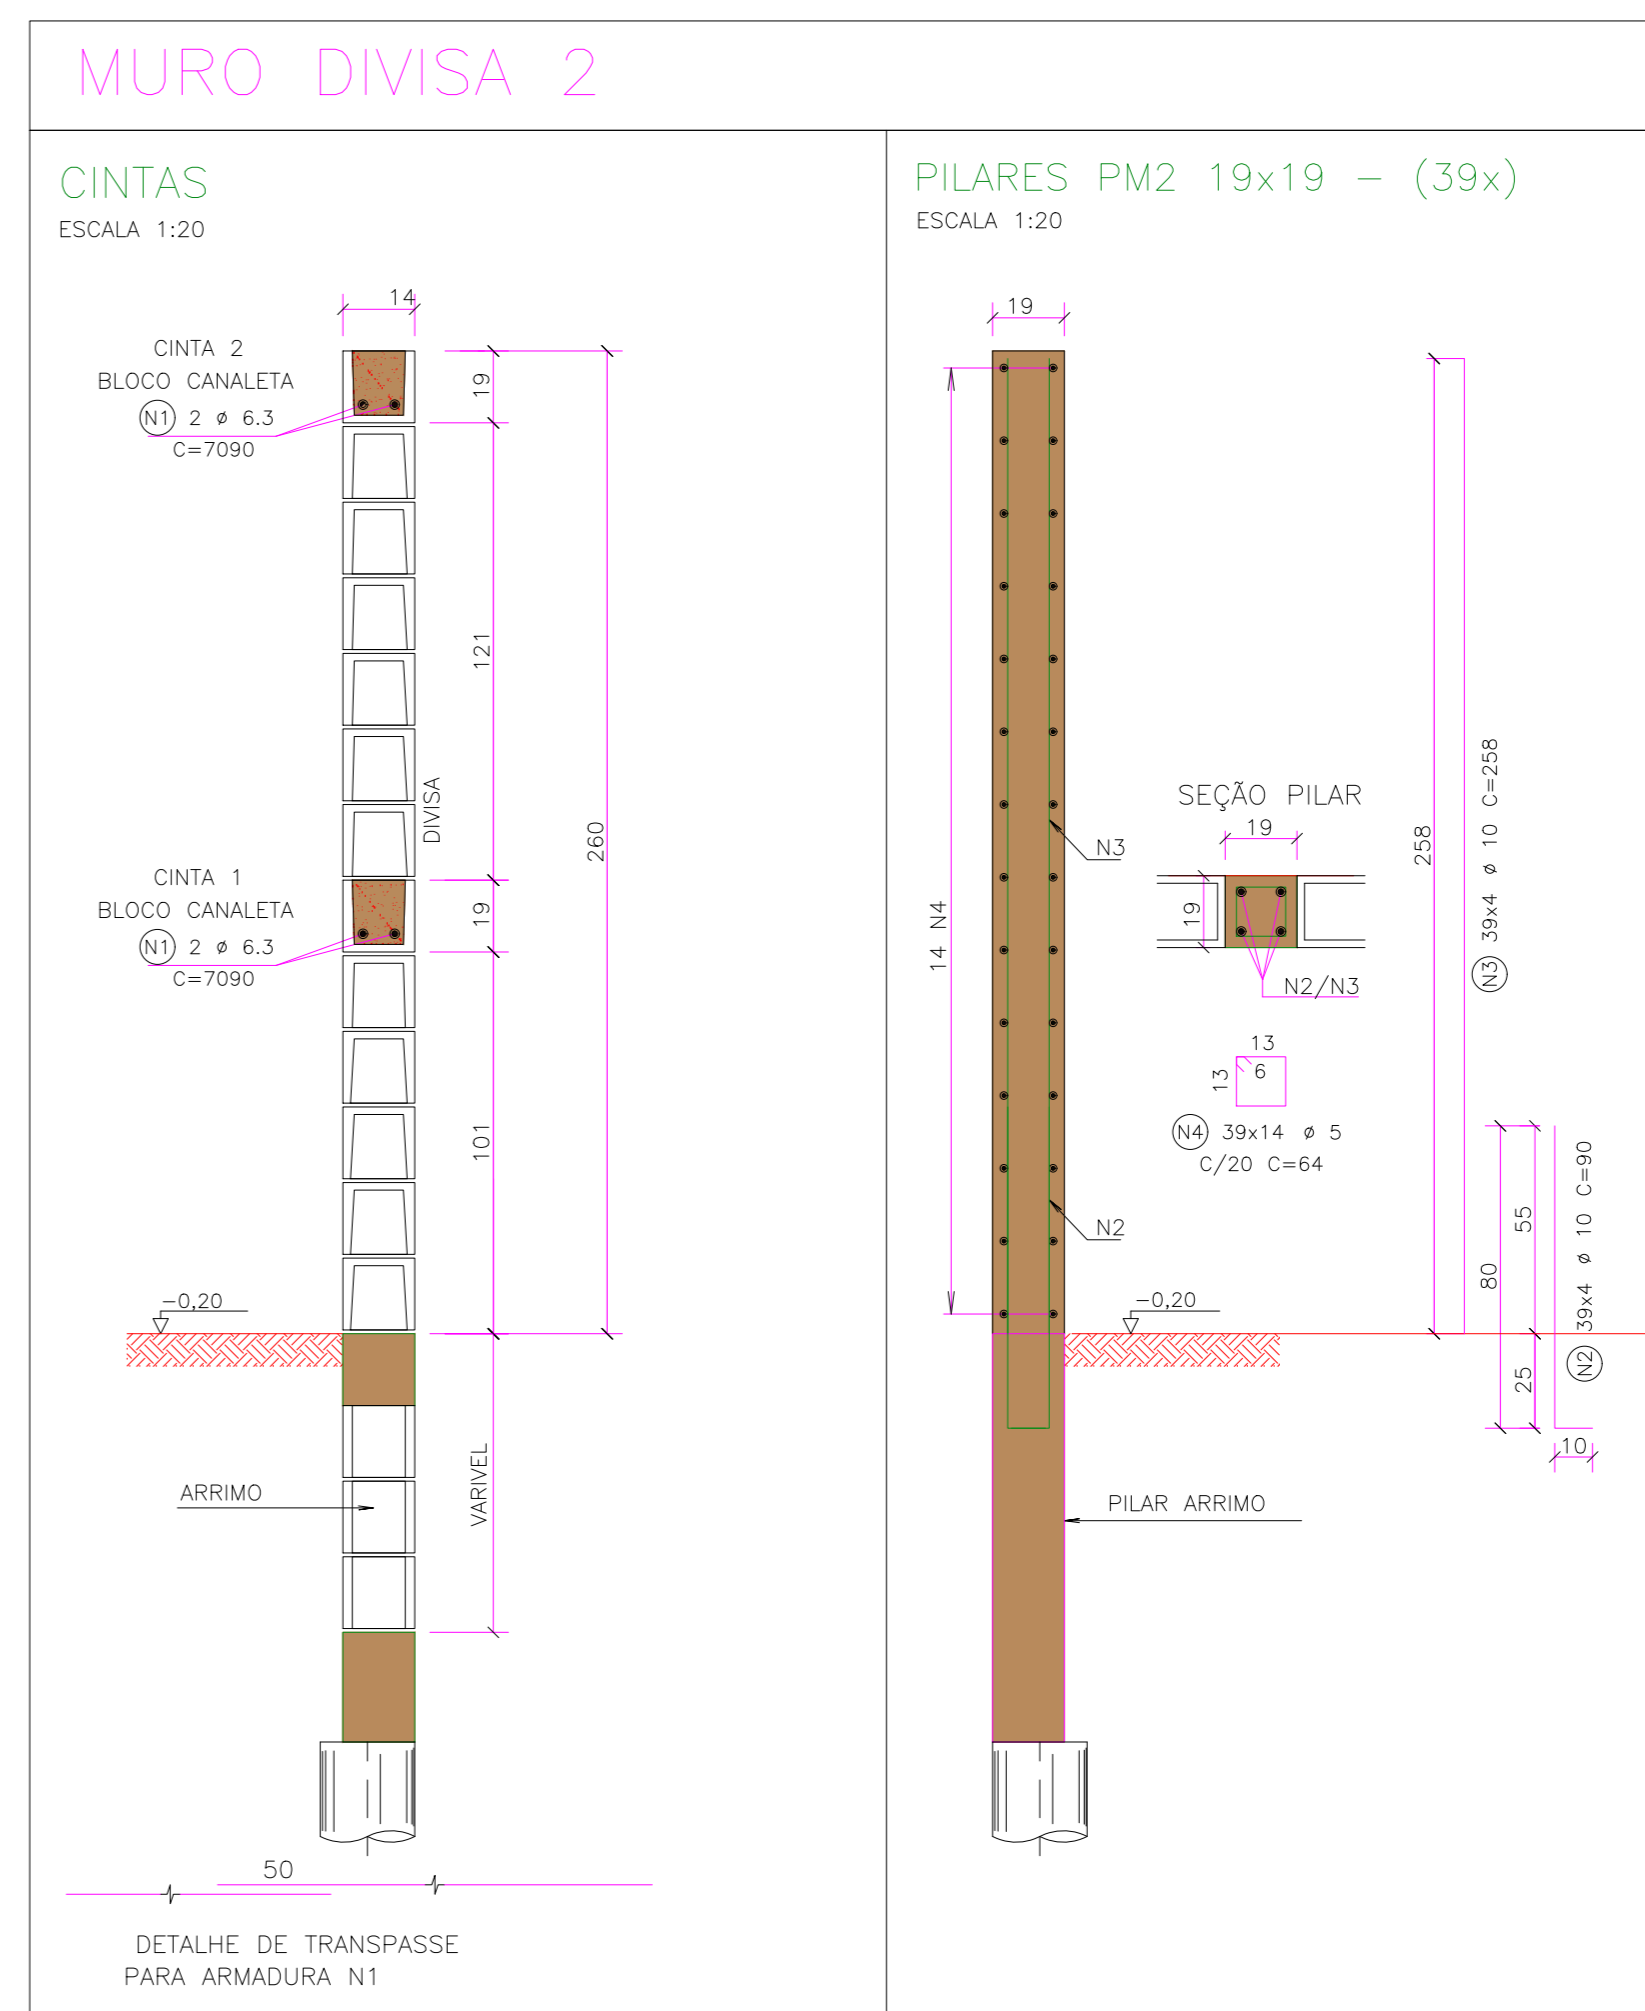 MURO DIVISA 2
CINTAS
ESCALA 1:20
14
CINTA 2
BLOCO CANALETA
N1 2 ø 6.3
C=7090
19
121
DIVISA
260
CINTA 1
BLOCO CANALETA
N1 2 ø 6.3
C=7090
19
101
-0,20
ARRIMO
VARIVEL
50
DETALHE DE TRANSPASSE
PARA ARMADURA N1
PILARES PM2 19x19 - (39x)
ESCALA 1:20
19
14 N4
N3
N2
-0,20
PILAR ARRIMO
SEÇÃO PILAR
19
19
N2/N3
13
13
6
N4 39x14 ø 5
C/20 C=64
258
N3 39x4 ø 10 C=258
80
55
25
N2 39x4 ø 10 C=90
10